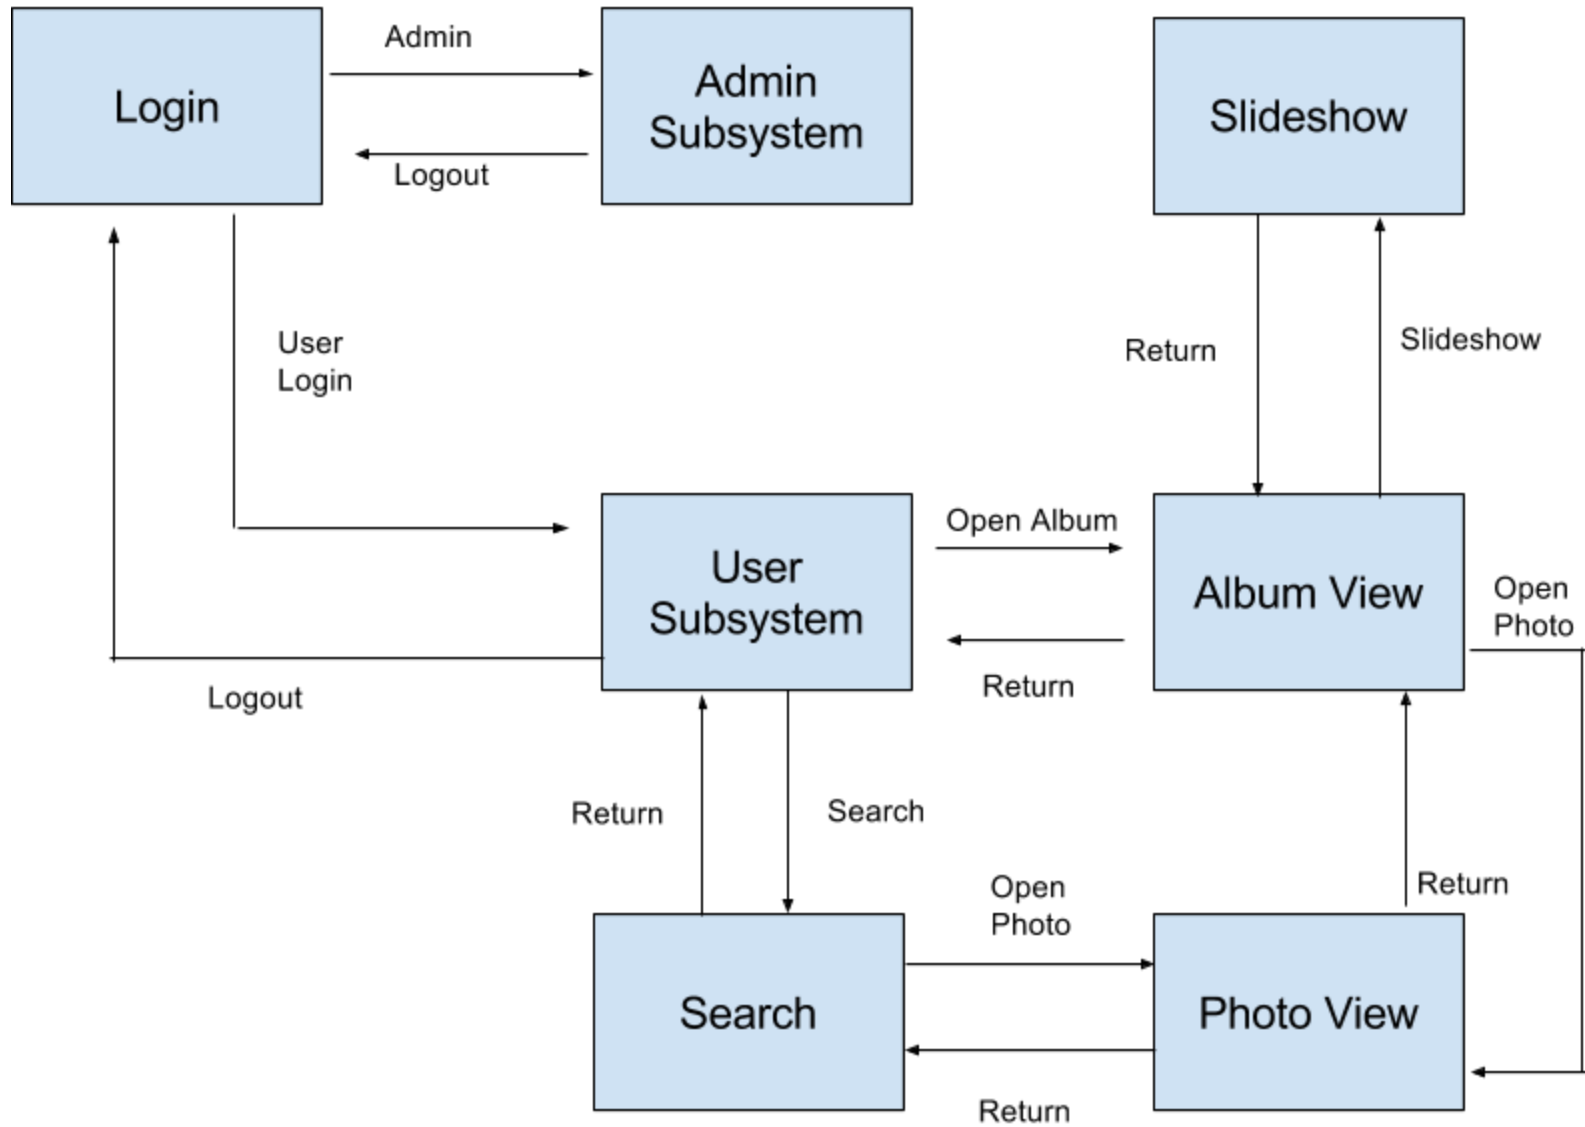 Admin
Login
Admin
Subsystem
Slideshow
Logout
User
Login
Return
Slideshow
Open Album
User
Subsystem
Album View
Open
Photo
Return
Logout
Return
Search
Open
Photo
Return
Search
Photo View
Return